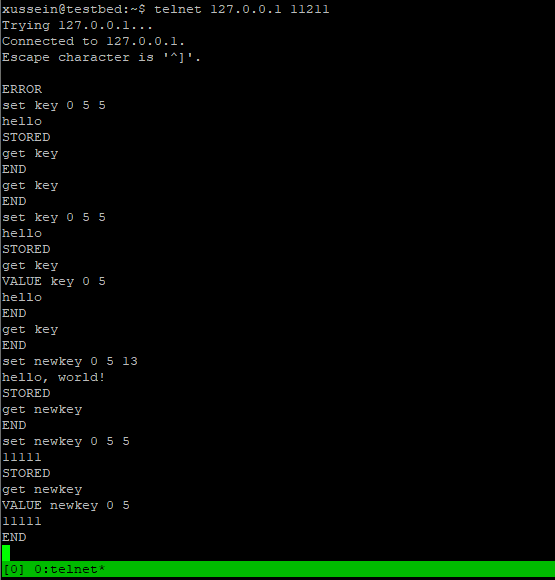 xussein@testbed:~$ telnet 127.0.0.1 11211
Trying 127.0.0.1...
Connected to 127.0.0.1.
Escape character is '^]'.
ERROR
set key 0 5 5
hello
STORED
get key
END
get key
END
set key 0 5 5
hello
STORED
get key
VALUE key 0 5
hello
END
get key
END
set newkey 0 5 13
hello, world!
STORED
get newkey
END
set newkey 0 5 5
11111
STORED
get newkey
VALUE newkey 0 5
11111
END
[0] 0:telnet*